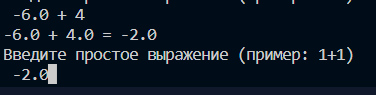 -6.0 + 4
-6.0 + 4.0 = -2.0
Введите простое выражение (пример: 1+1)
-2.0